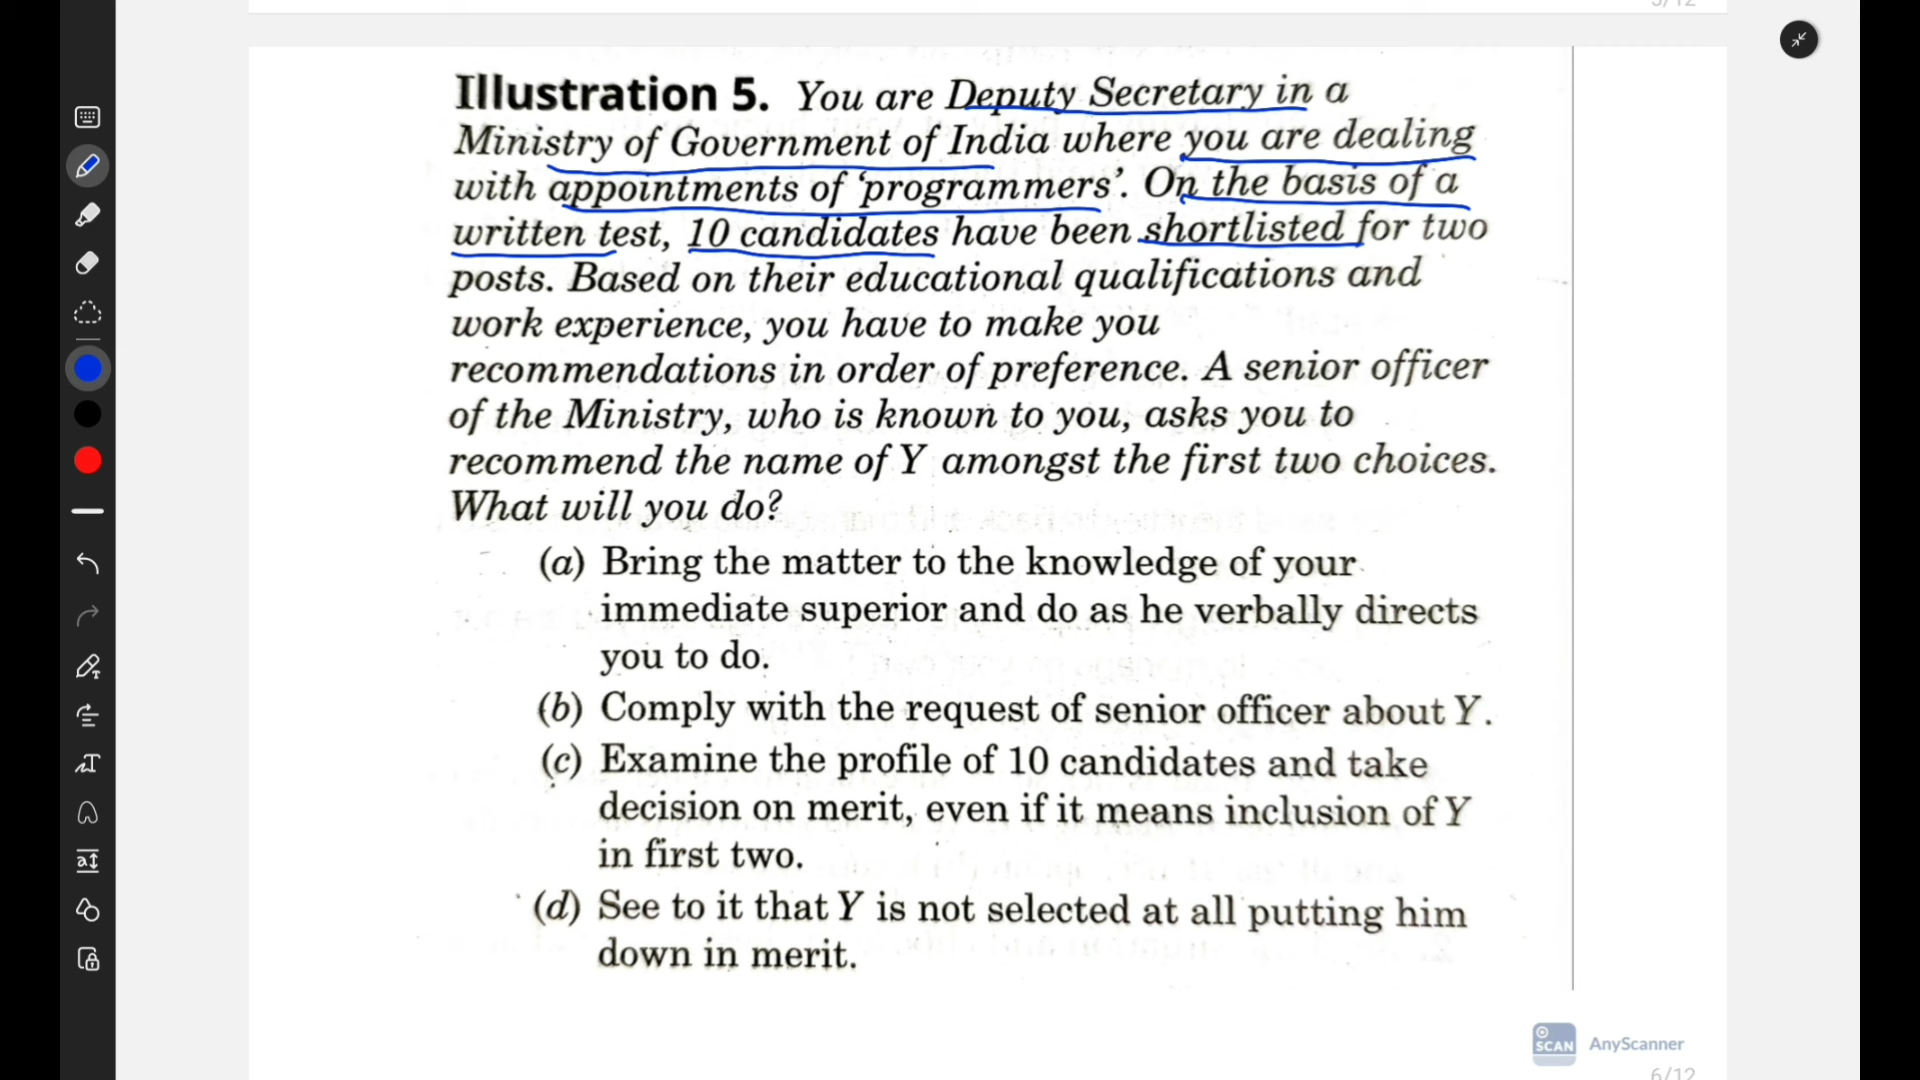 5/12
Illustration 5. You are Deputy Secretary in a
Ministry of Government of India where you are dealing
with appointments of ‘programmers’. On the basis of a
written test, 10 candidates have been shortlisted for two
posts. Based on their educational qualifications and
work experience, you have to make you
recommendations in order of preference. A senior officer
of the Ministry, who is known to you, asks you to
recommend the name of Y amongst the first two choices.
What will you do?
(a) Bring the matter to the knowledge of your
immediate superior and do as he verbally directs
you to do.
(b) Comply with the request of senior officer about Y.
(c) Examine the profile of 10 candidates and take
decision on merit, even if it means inclusion of Y
in first two.
(d) See to it that Y is not selected at all putting him
down in merit.
SCAN AnyScanner
6/12